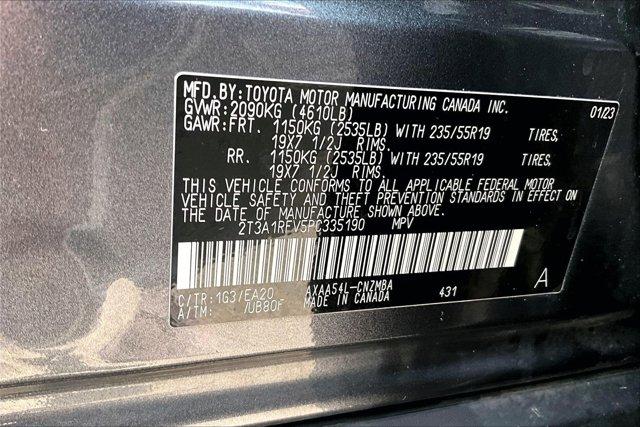 MFD.BY:TOYOTA MOTOR MANUFACTURING CANADA INC.
GVWR:2090KG (4610LB) 01/23
GAWR:FRT. 1150KG (2535LB) WITH 235/55R19 TIRES,
19X7 1/2J RIMS.
RR. 1150KG (2535LB) WITH 235/55R19 TIRES,
19X7 1/2J RIMS.
THIS VEHICLE CONFORMS TO ALL APPLICABLE FEDERAL MOTOR
VEHICLE SAFETY AND THEFT PREVENTION STANDARDS IN EFFECT ON
THE DATE OF MANUFACTURE SHOWN ABOVE.
2T3A1RFV5PC335190 MPV
C/TR:1G3/EA20 AXAA54L-CNZMBA 431 A
A/TM: /UB80F MADE IN CANADA